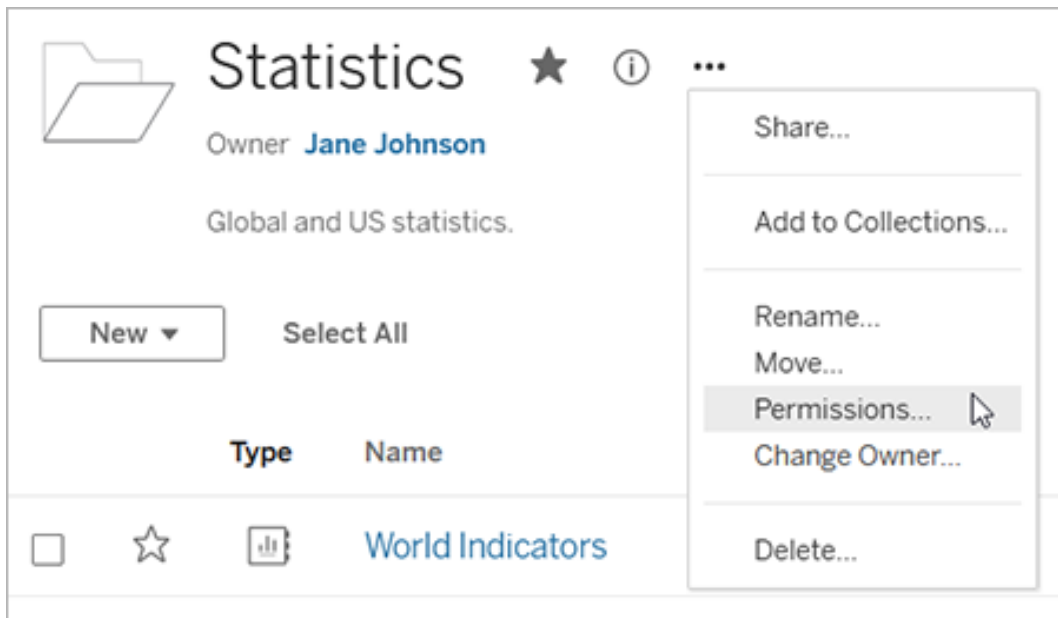 Statistics
Owner Jane Johnson
Global and US statistics.
New
Select All
Type Name
World Indicators
Share...
Add to Collections...
Rename...
Move...
Permissions...
Change Owner...
Delete...